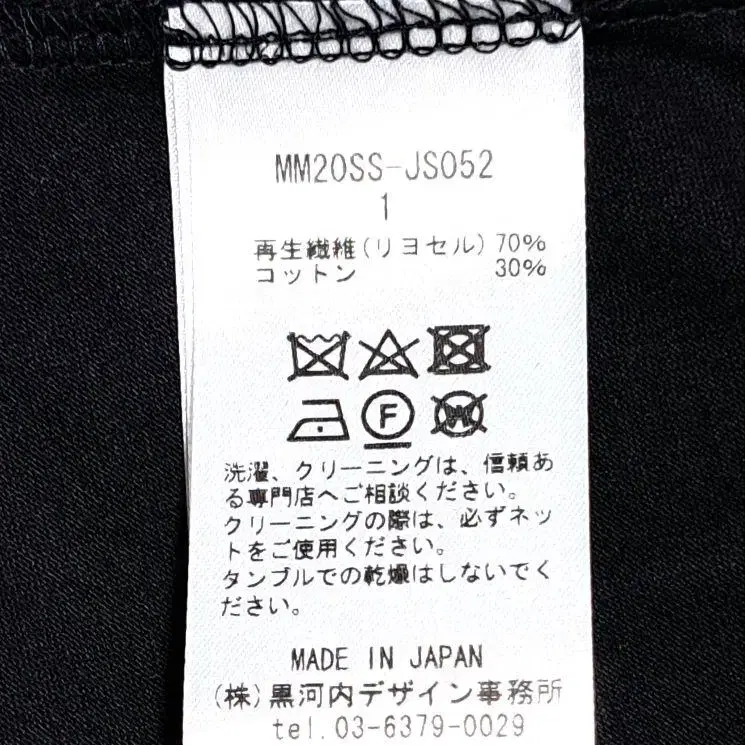 MM20SS-JS052
1
再生繊維(リヨセル) 70%
コットン 30%
F
W
洗濯、クリーニングは、信頼あ
る専門店へご相談ください。
クリーニングの際は、必ずネッ
トをご使用ください。
タンブルでの乾燥はしないでく
ださい。
MADE IN JAPAN
(株)黒河内デザイン事務所
tel.03-6379-0029